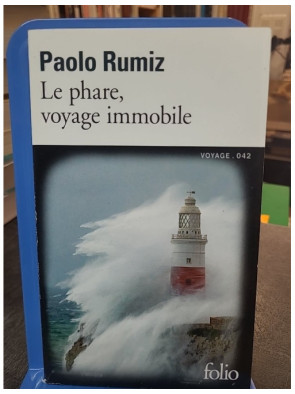 Paolo Rumiz
Le phare,
voyage immobile
VOYAGE . 042
folio